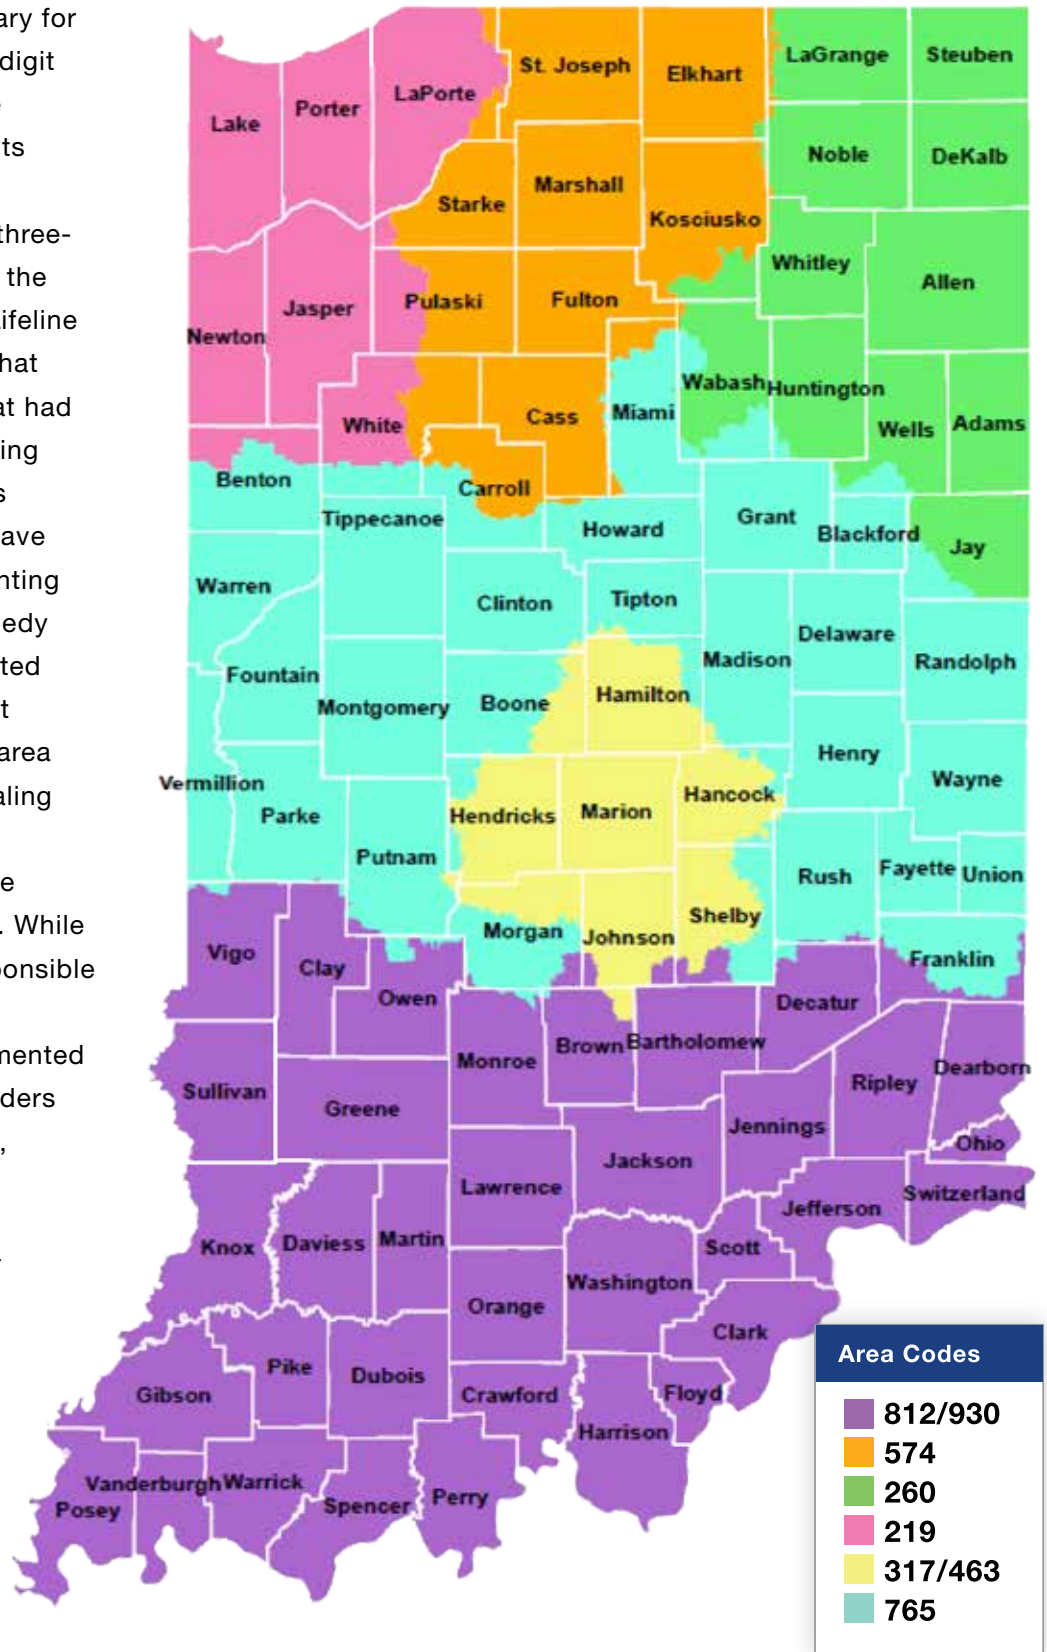 ary for
digit
ts
three-
the
ifeline
hat
at had
ing
s
ave
nting
edy
ted
t
area
aling
e
. While
ponsible
mented
ders
,
LaGrange
Steuben
St. Joseph
Elkhart
LaPorte
Porter
Lake
Noble
DeKalb
Marshall
Starke
Kosciusko
Whitley
Allen
Pulaski
Fulton
Jasper
Newton
Wabash
Huntington
Miami
Cass
White
Wells
Adams
Benton
Carroll
Tippecanoe
Howard
Grant
Blackford
Jay
Warren
Clinton
Tipton
Delaware
Madison
Randolph
Fountain
Hamilton
Boone
Montgomery
Henry
Wayne
Vermillion
Hancock
Parke
Hendricks
Marion
Putnam
Rush
Fayette
Union
Shelby
Morgan
Johnson
Vigo
Clay
Franklin
Owen
Decatur
Brown
Bartholomew
Monroe
Dearborn
Ripley
Sullivan
Greene
Jennings
Ohio
Jackson
Lawrence
Switzerland
Jefferson
Knox
Daviess
Martin
Scott
Washington
Orange
Clark
Pike
Dubois
Gibson
Crawford
Floyd
Harrison
Vanderburgh
Warrick
Posey
Spencer
Perry
Area Codes
812/930
574
260
219
317/463
765